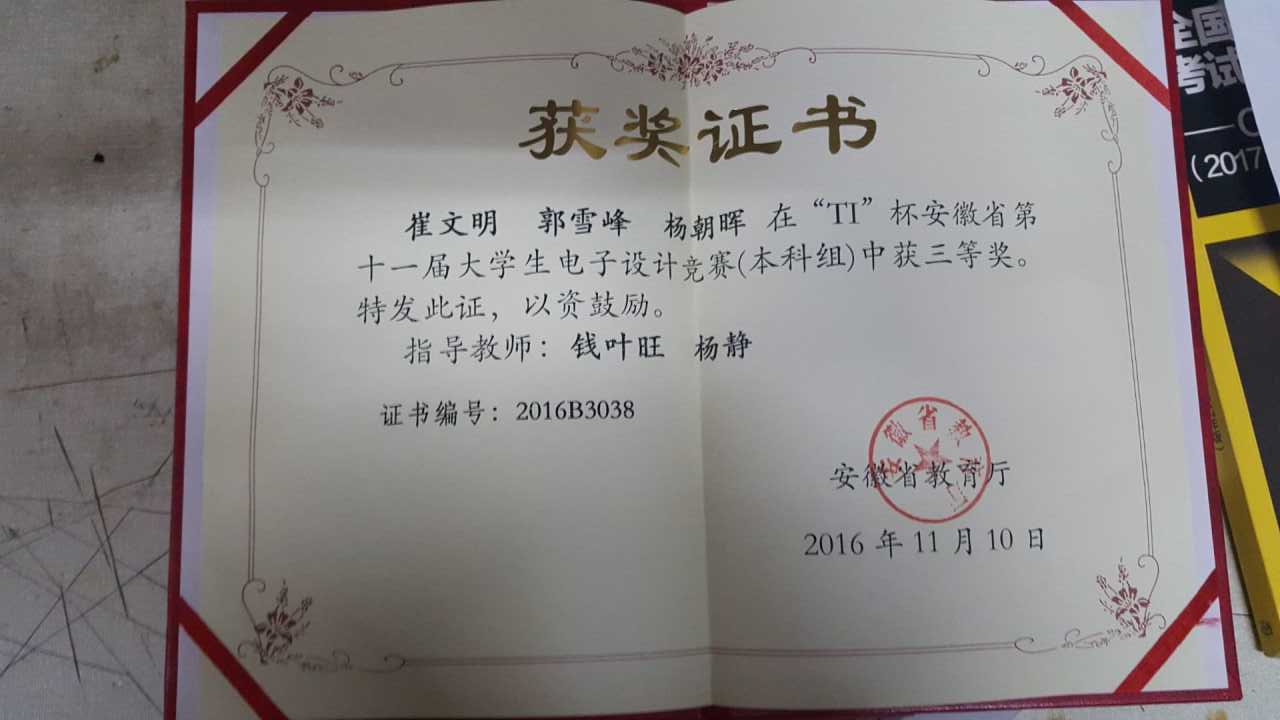 获奖证书
崔文明 郭雪峰 杨朝晖 在“TI”杯安徽省第
十一届大学生电子设计竞赛(本科组)中获三等奖。
特发此证，以资鼓励。
指导教师：钱叶旺 杨静
证书编号：2016B3038
安徽省教育厅
2016 年 11 月 10 日
全国
考试
—C
（2017